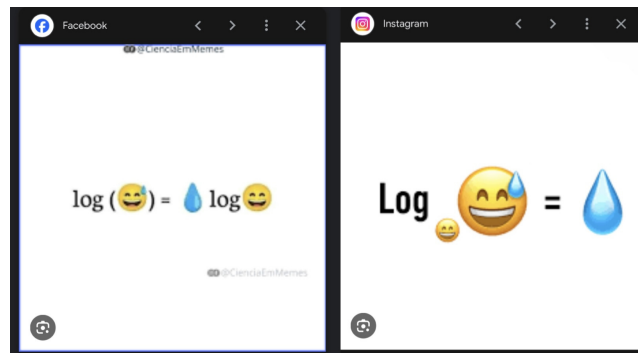 Facebook
@CienciaEmMemes
log (😅) = 💧 log 😄
@CienciaEmMemes
Instagram
Log 😄 😅 = 💧